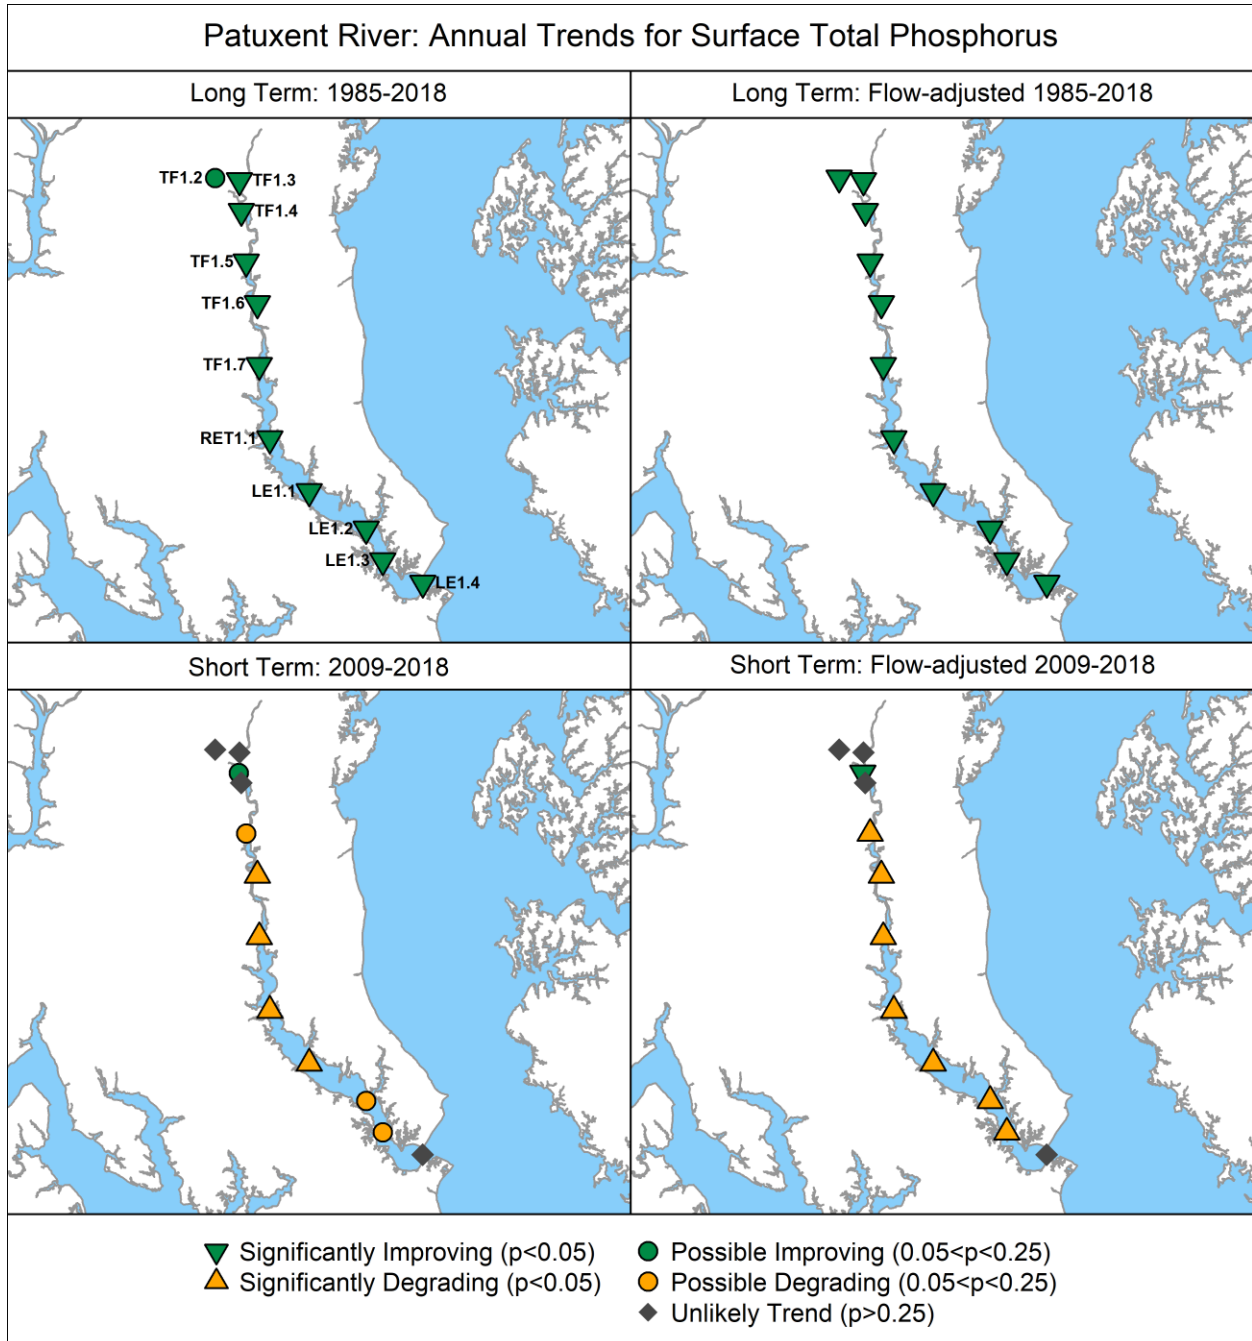 Patuxent River: Annual Trends for Surface Total Phosphorus
Long Term: 1985-2018
Long Term: Flow-adjusted 1985-2018
TF1.2
TF1.3
TF1.4
TF1.5
TF1.6
TF1.7
RET1.1
LE1.1
LE1.2
LE1.3
LE1.4
Short Term: 2009-2018
Short Term: Flow-adjusted 2009-2018
Significantly Improving (p<0.05)
Possible Improving (0.05<p<0.25)
Significantly Degrading (p<0.05)
Possible Degrading (0.05<p<0.25)
Unlikely Trend (p>0.25)